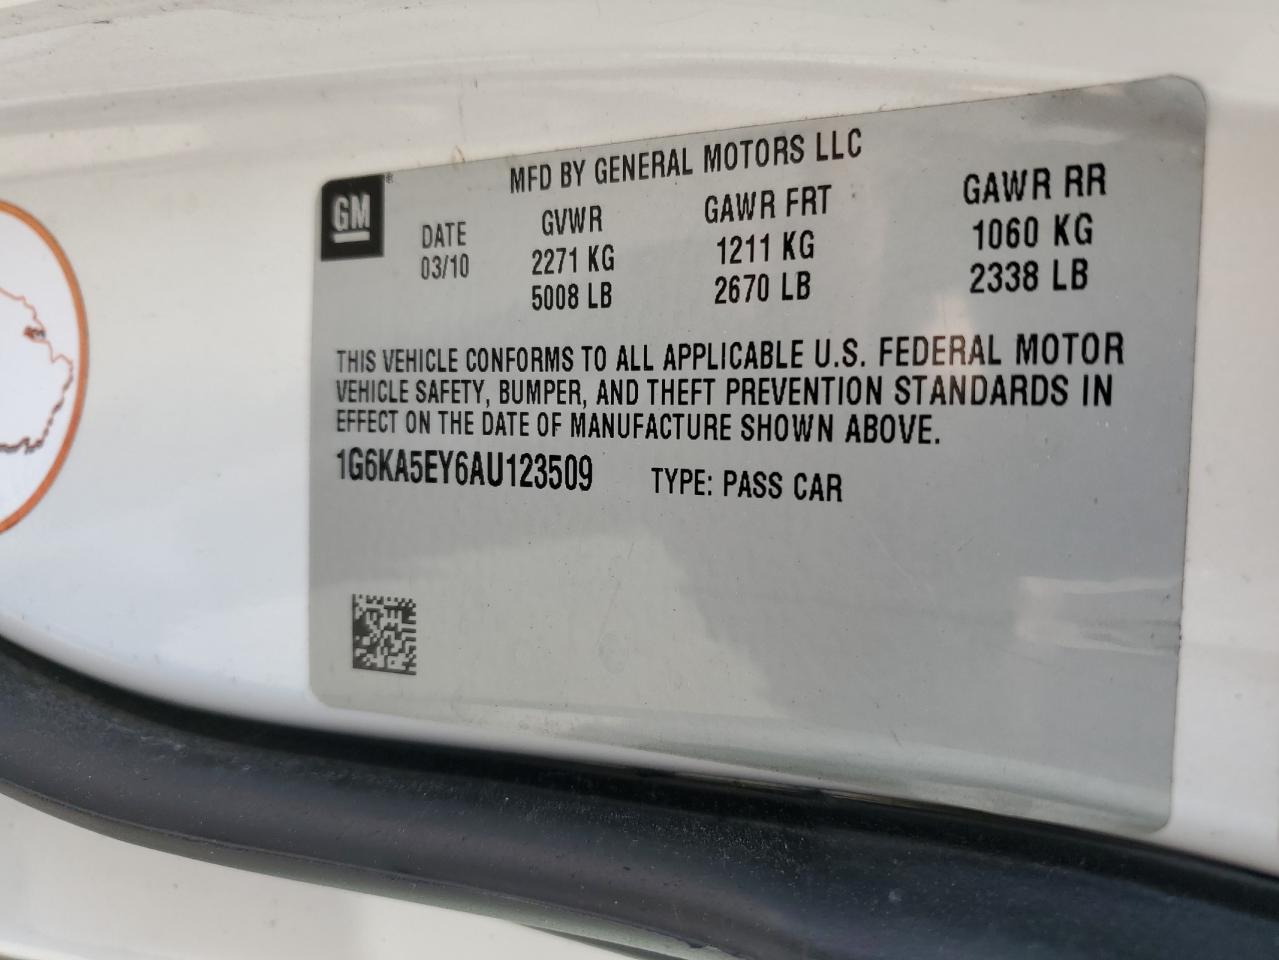 MFD BY GENERAL MOTORS LLC
GM
DATE GVWR GAWR FRT GAWR RR
03/10 2271 KG 1211 KG 1060 KG
5008 LB 2670 LB 2338 LB
THIS VEHICLE CONFORMS TO ALL APPLICABLE U.S. FEDERAL MOTOR
VEHICLE SAFETY, BUMPER, AND THEFT PREVENTION STANDARDS IN
EFFECT ON THE DATE OF MANUFACTURE SHOWN ABOVE.
1G6KA5EY6AU123509 TYPE: PASS CAR